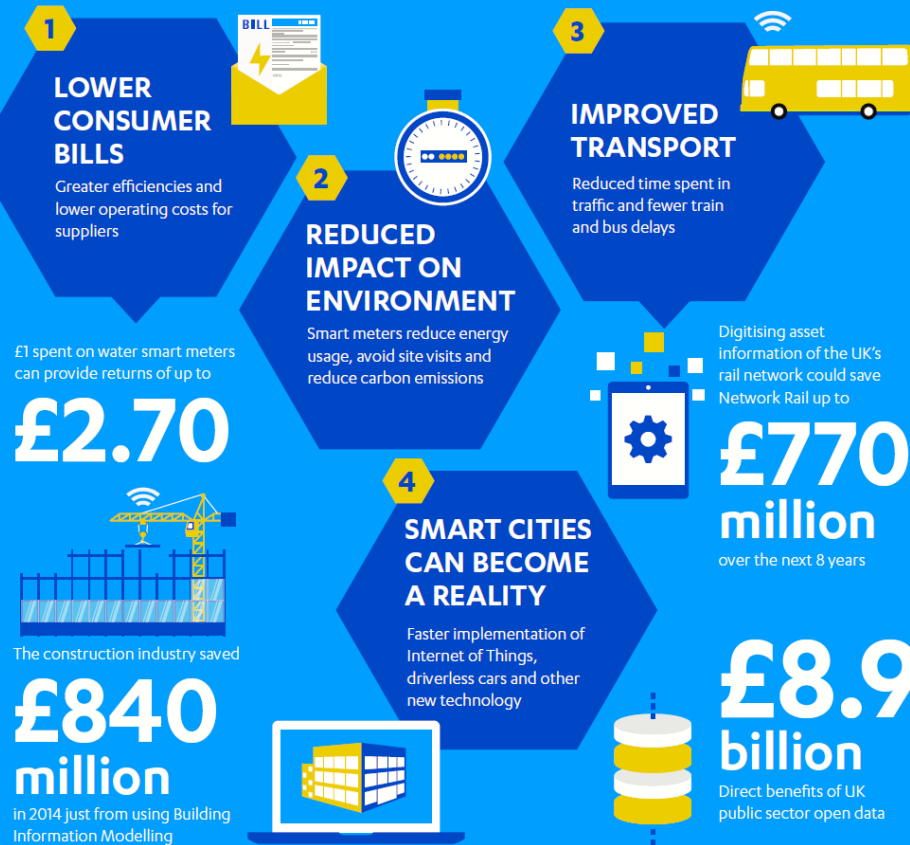 1
BILL
LOWER
CONSUMER
BILLS
Greater efficiencies and
lower operating costs for
suppliers
2
REDUCED
IMPACT ON
ENVIRONMENT
Smart meters reduce energy
usage, avoid site visits and
reduce carbon emissions
3
IMPROVED
TRANSPORT
Reduced time spent in
traffic and fewer train
and bus delays
£1 spent on water smart meters
can provide returns of up to
£2.70
Digitising asset
information of the UK's
rail network could save
Network Rail up to
£770
million
over the next 8 years
4
SMART CITIES
CAN BECOME
A REALITY
Faster implementation of
Internet of Things,
driverless cars and other
new technology
The construction industry saved
£840
million
in 2014 just from using Building
Information Modelling
£8.9
billion
Direct benefits of UK
public sector open data